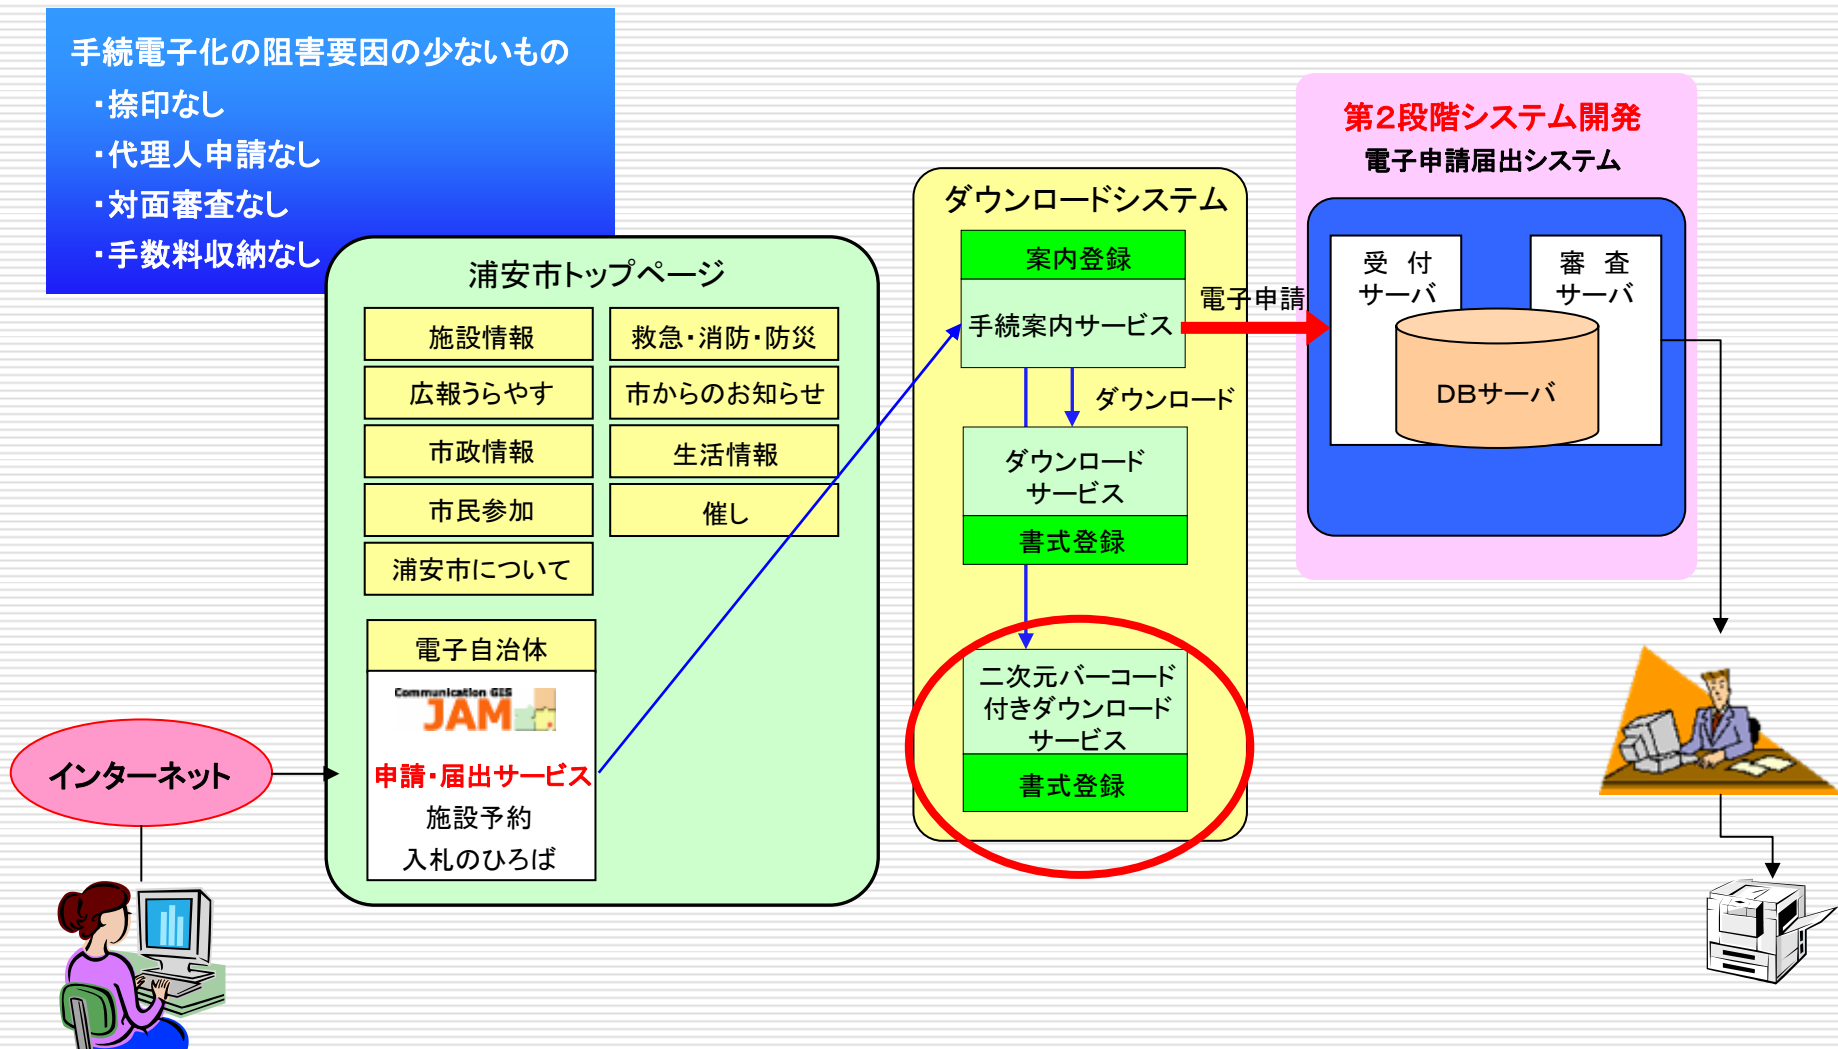 手続電子化の阻害要因の少ないもの
・捺印なし
・代理人申請なし
・対面審査なし
・手数料収納なし
浦安市トップページ
施設情報
救急・消防・防災
広報うらやす
市からのお知らせ
市政情報
生活情報
市民参加
催し
浦安市について
電子自治体
Communication GIS
JAM
申請・届出サービス
施設予約
入札のひろば
インターネット
ダウンロードシステム
案内登録
手続案内サービス
電子申請
ダウンロード
ダウンロード
サービス
書式登録
二次元バーコード
付きダウンロード
サービス
書式登録
第2段階システム開発
電子申請届出システム
受 付
サーバ
審 査
サーバ
DBサーバ